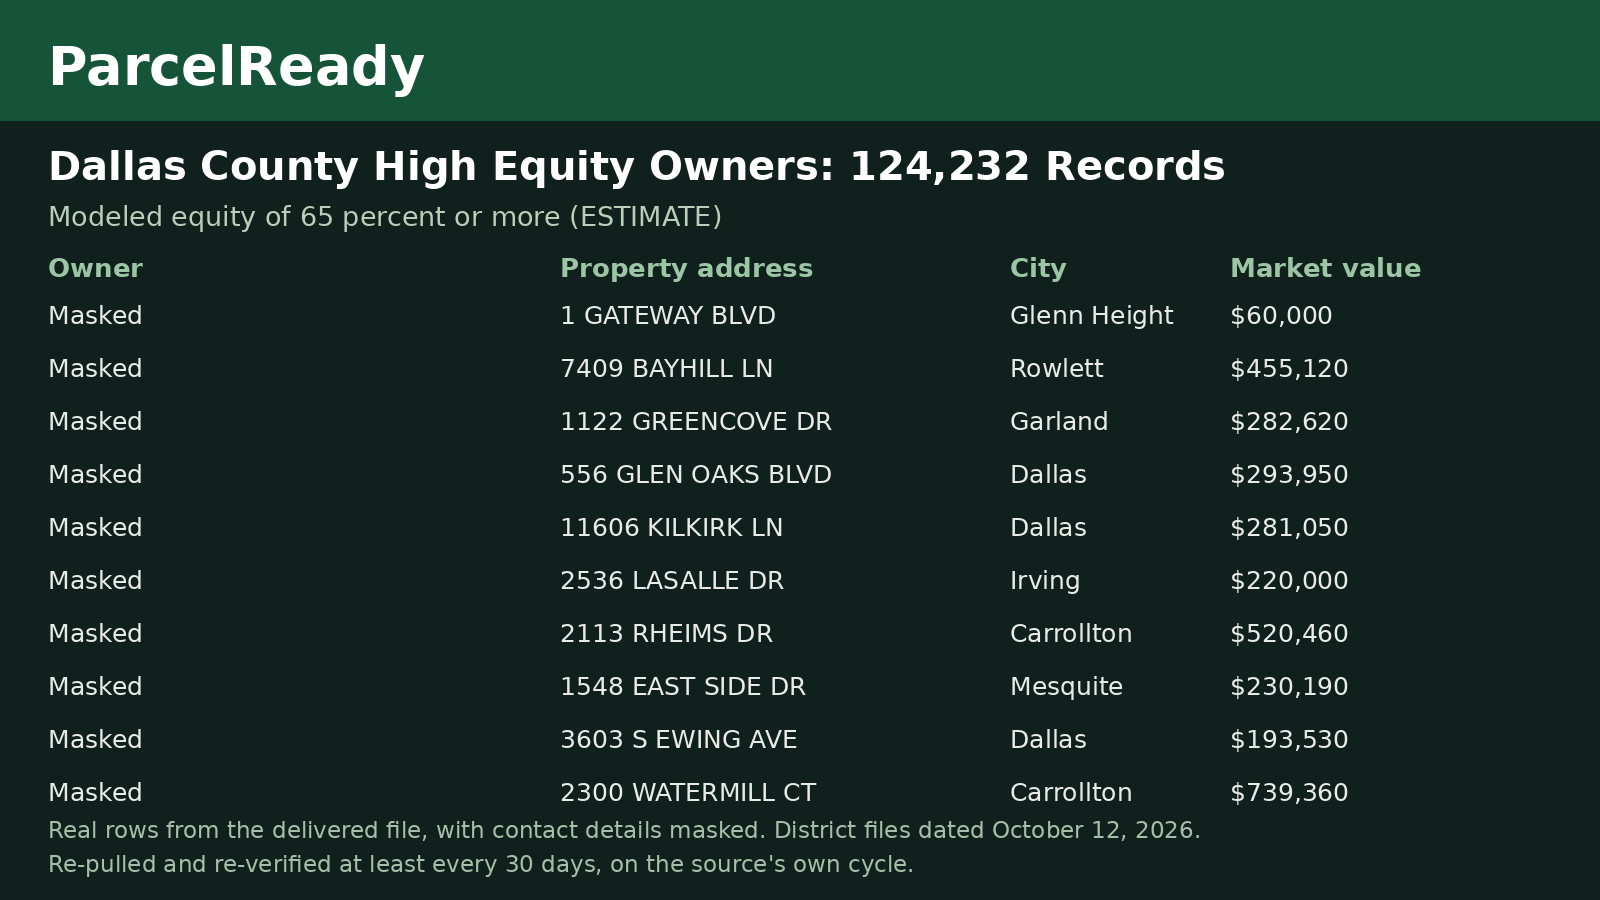 ParcelReady
Dallas County High Equity Owners: 124,232 Records
Modeled equity of 65 percent or more (ESTIMATE)
Owner Property address City Market value
Masked 1 GATEWAY BLVD Glenn Height $60,000
Masked 7409 BAYHILL LN Rowlett $455,120
Masked 1122 GREENCOVE DR Garland $282,620
Masked 556 GLEN OAKS BLVD Dallas $293,950
Masked 11606 KILKIRK LN Dallas $281,050
Masked 2536 LASALLE DR Irving $220,000
Masked 2113 RHEIMS DR Carrollton $520,460
Masked 1548 EAST SIDE DR Mesquite $230,190
Masked 3603 S EWING AVE Dallas $193,530
Masked 2300 WATERMILL CT Carrollton $739,360
Real rows from the delivered file, with contact details masked. District files dated October 12, 2026.
Re-pulled and re-verified at least every 30 days, on the source's own cycle.